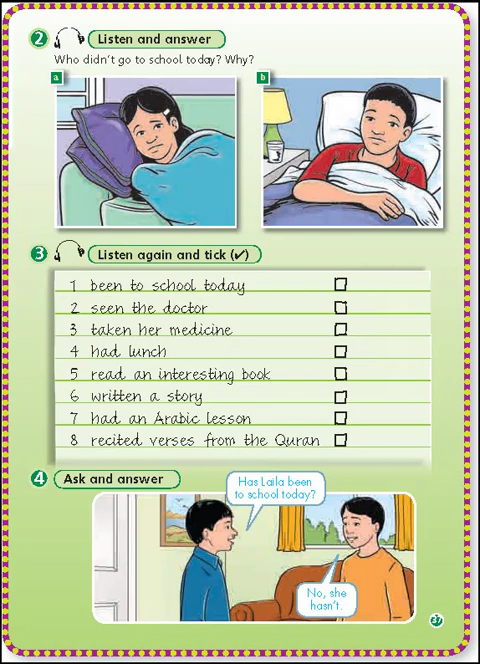 2 Listen and answer
Who didn't go to school today? Why?
a
b
3 Listen again and tick (✔)
1 been to school today
2 seen the doctor
3 taken her medicine
4 had lunch
5 read an interesting book
6 written a story
7 had an Arabic lesson
8 recited verses from the Quran
4 Ask and answer
Has Laila been
to school today?
No, she
hasn't.
37